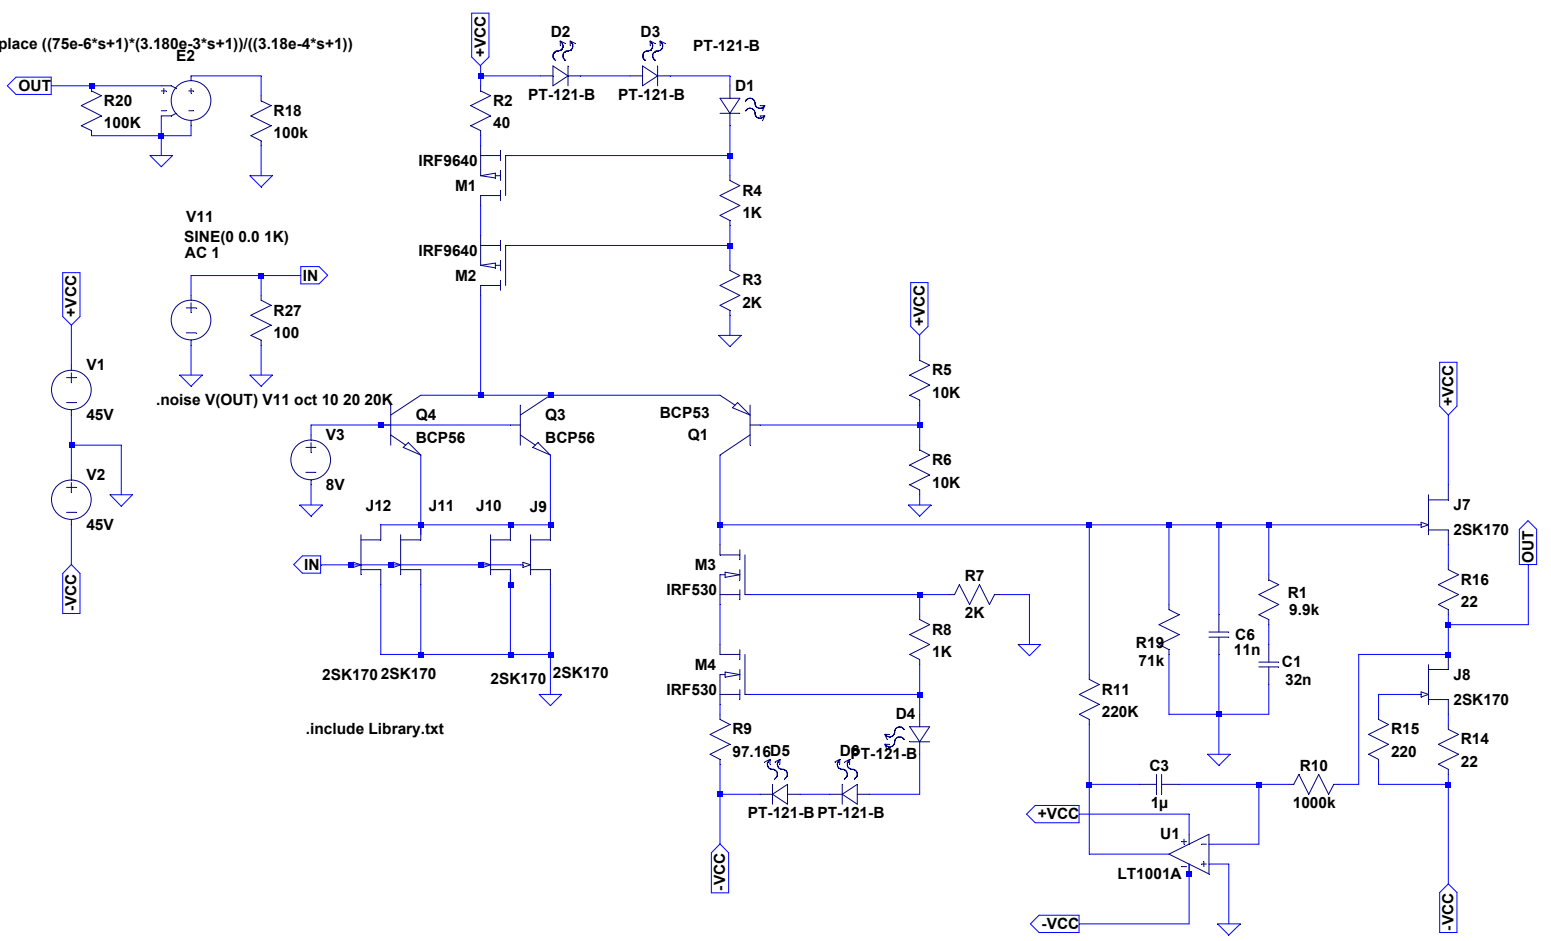 place ((75e-6*s+1)*(3.180e-3*s+1))/((3.18e-4*s+1))
E2
OUT
R20
100K
R18
100k
+VCC
D2
D3
PT-121-B
PT-121-B
PT-121-B
D1
R2
40
IRF9640
M1
R4
1K
IRF9640
M2
R3
2K
V11
SINE(0 0.0 1K)
AC 1
IN
R27
100
+VCC
V1
45V
V2
45V
-VCC
.noise V(OUT) V11 oct 10 20 20K
V3
8V
Q4
BCP56
Q3
BCP56
BCP53
Q1
+VCC
R5
10K
R6
10K
J12
J11
J10
J9
IN
2SK170
2SK170
2SK170
2SK170
.include Library.txt
M3
IRF530
R7
2K
R8
1K
M4
IRF530
R9
97.16
D4
PT-121-B
D5
D6
PT-121-B
PT-121-B
-VCC
R11
220K
R19
71k
C6
11n
R1
9.9k
C1
32n
+VCC
J7
2SK170
R16
22
OUT
J8
2SK170
R15
220
R14
22
C3
1µ
R10
1000k
+VCC
U1
LT1001A
-VCC
-VCC